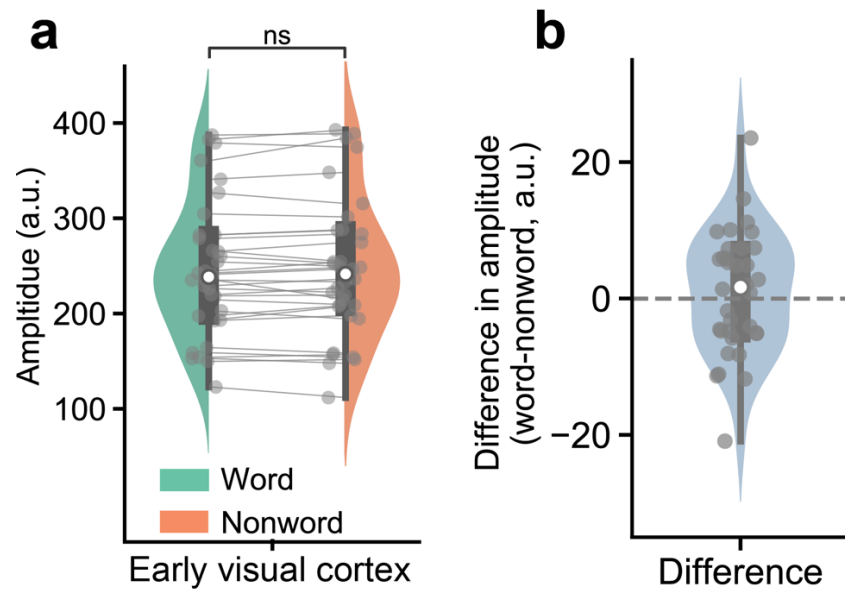 a
ns
Ampltidue (a.u.)
400
300
200
100
Word
Nonword
Early visual cortex
b
Difference in amplitude
(word-nonword, a.u.)
20
0
−20
Difference